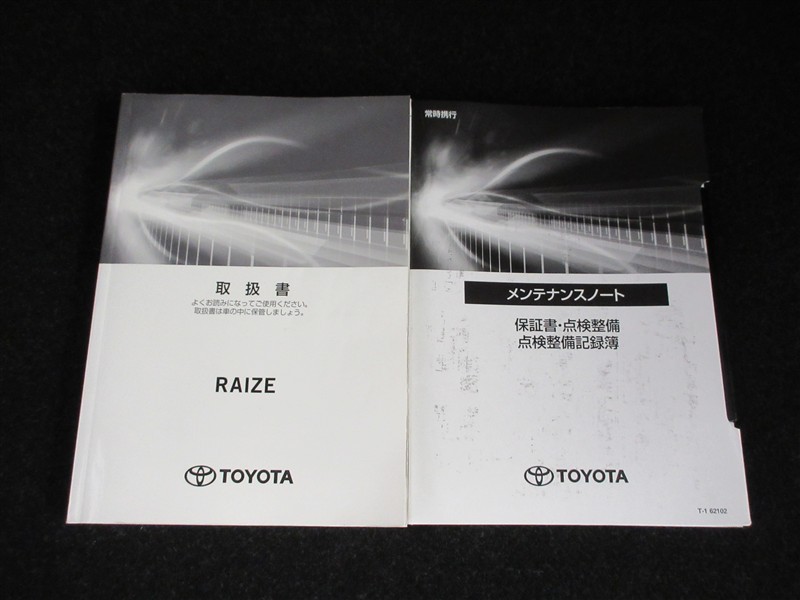 取扱書
よくお読みになってご使用ください。
取扱書は車の中に保管しましょう。
RAIZE
TOYOTA
常時携行
メンテナンスノート
保証書・点検整備
点検整備記録簿
TOYOTA
T-1 62102